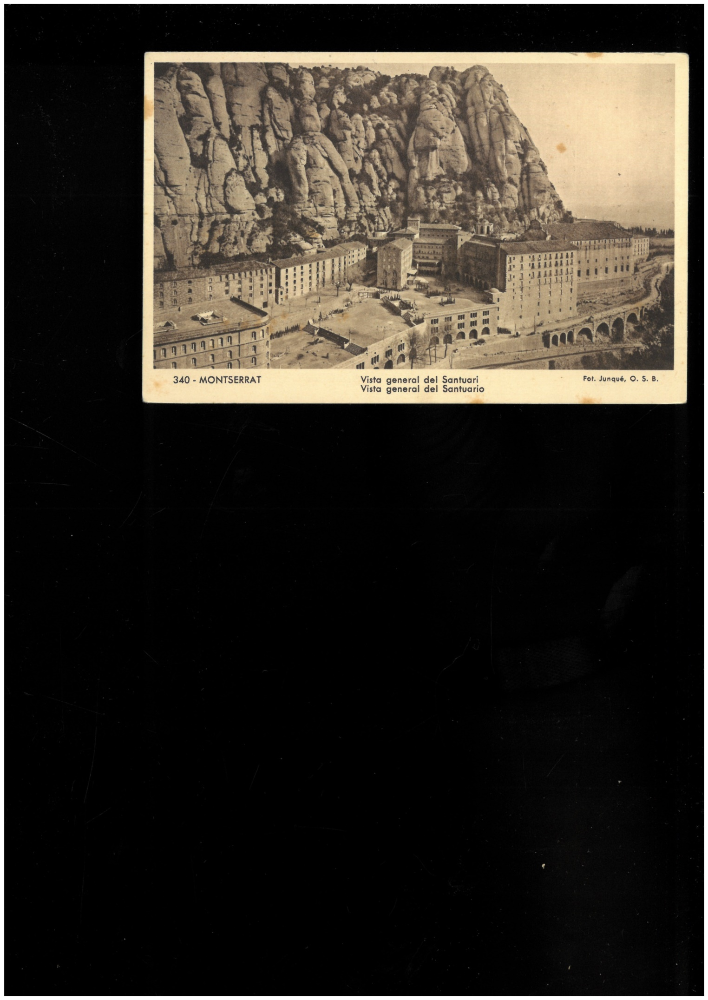 340 - MONTSERRAT
Vista general del Santuari
Vista general del Santuario
Fot. Junqué, O. S. B.